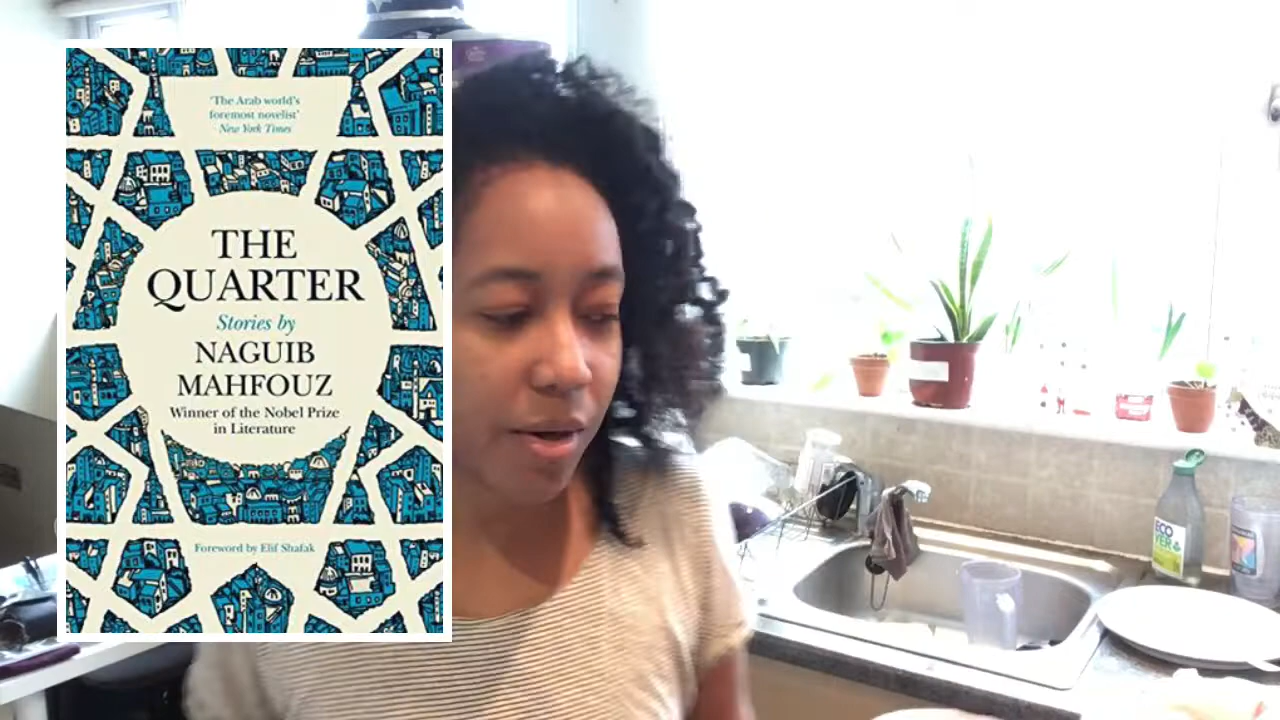 'The Arab world's
foremost novelist'
New York Times
THE
QUARTER
Stories by
NAGUIB
MAHFOUZ
Winner of the Nobel Prize
in Literature
Foreword by Elif Shafak
ECO
VER